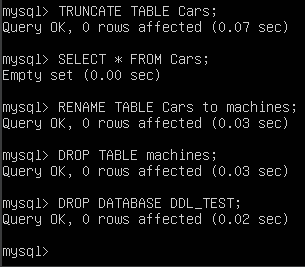 mysql> TRUNCATE TABLE Cars;
Query OK, 0 rows affected (0.07 sec)
mysql> SELECT * FROM Cars;
Empty set (0.00 sec)
mysql> RENAME TABLE Cars to machines;
Query OK, 0 rows affected (0.03 sec)
mysql> DROP TABLE machines;
Query OK, 0 rows affected (0.03 sec)
mysql> DROP DATABASE DDL_TEST;
Query OK, 0 rows affected (0.02 sec)
mysql>